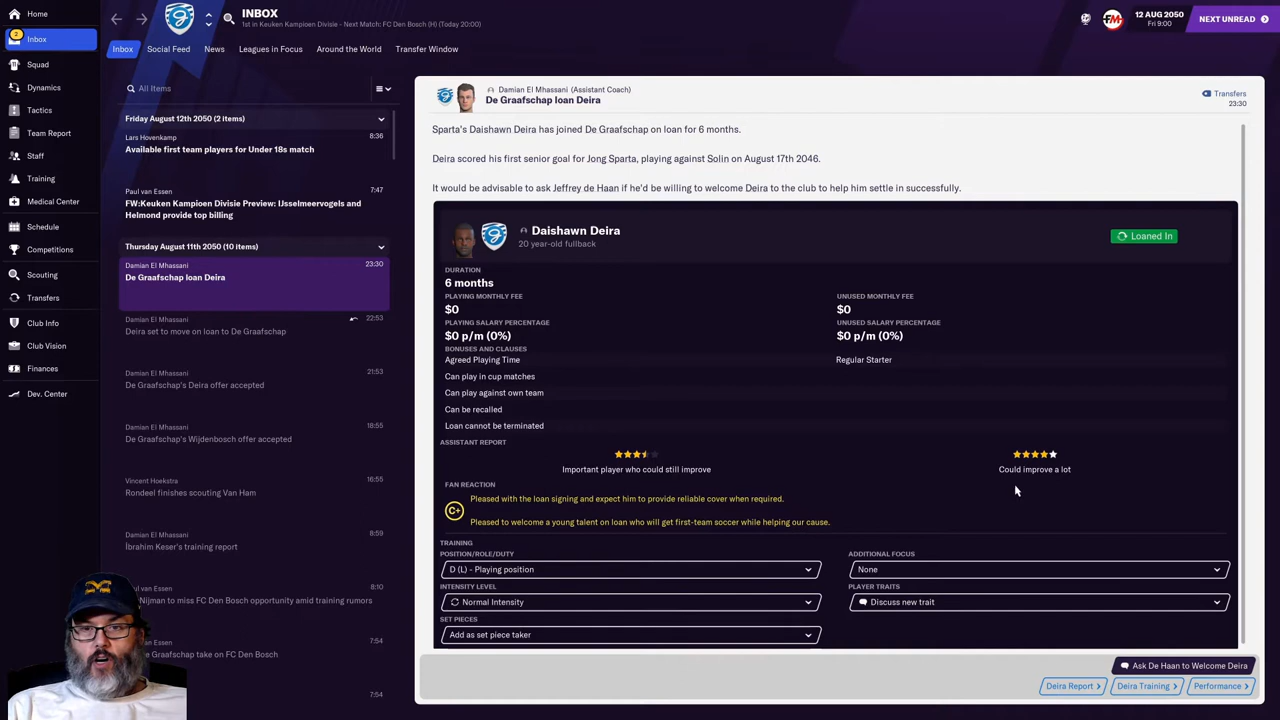 Home
INBOX
1st in Keuken Kampioen Divisie - Next Match: FC Den Bosch (H) (Today 20:00)
FM
12 AUG 2050
Fri 9:00
NEXT UNREAD
2
Inbox
Squad
Dynamics
Tactics
Team Report
Staff
Training
Medical Center
Schedule
Competitions
Scouting
Transfers
Club Info
Club Vision
Finances
Dev. Center
Inbox
Social Feed
News
Leagues in Focus
Around the World
Transfer Window
All Items
Friday August 12th 2050 (2 items)
Lars Hovenkamp
8:36
Available first team players for Under 18s match
Paul van Essen
7:47
FW:Keuken Kampioen Divisie Preview: IJsselmeervogels and
Helmond provide top billing
Thursday August 11th 2050 (10 items)
Damian El Mhassani
23:30
De Graafschap loan Deira
Damian El Mhassani
22:53
Deira set to move on loan to De Graafschap
Damian El Mhassani
21:53
De Graafschap's Deira offer accepted
Damian El Mhassani
18:55
De Graafschap's Wijdenbosch offer accepted
Vincent Hoekstra
16:55
Rondeel finishes scouting Van Ham
Damian El Mhassani
8:59
İbrahim Keser's training report
van Essen
8:10
Nijman to miss FC Den Bosch opportunity amid training rumors
van Essen
7:54
Graafschap take on FC Den Bosch
7:54
Damian El Mhassani (Assistant Coach)
De Graafschap loan Deira
Transfers
23:30
Sparta's Daishawn Deira has joined De Graafschap on loan for 6 months.
Deira scored his first senior goal for Jong Sparta, playing against Solin on August 17th 2046.
It would be advisable to ask Jeffrey de Haan if he'd be willing to welcome Deira to the club to help him settle in successfully.
Daishawn Deira
20 year-old fullback
Loaned In
DURATION
6 months
PLAYING MONTHLY FEE
UNUSED MONTHLY FEE
$0
$0
PLAYING SALARY PERCENTAGE
UNUSED SALARY PERCENTAGE
$0 p/m (0%)
$0 p/m (0%)
BONUSES AND CLAUSES
Agreed Playing Time
Regular Starter
Can play in cup matches
Can play against own team
Can be recalled
Loan cannot be terminated
ASSISTANT REPORT
Important player who could still improve
Could improve a lot
FAN REACTION
C+
Pleased with the loan signing and expect him to provide reliable cover when required.
Pleased to welcome a young talent on loan who will get first-team soccer while helping our cause.
TRAINING
POSITION/ROLE/DUTY
ADDITIONAL FOCUS
D (L) - Playing position
None
INTENSITY LEVEL
PLAYER TRAITS
Normal Intensity
Discuss new trait
SET PIECES
Add as set piece taker
Ask De Haan to Welcome Deira
Deira Report
Deira Training
Performance